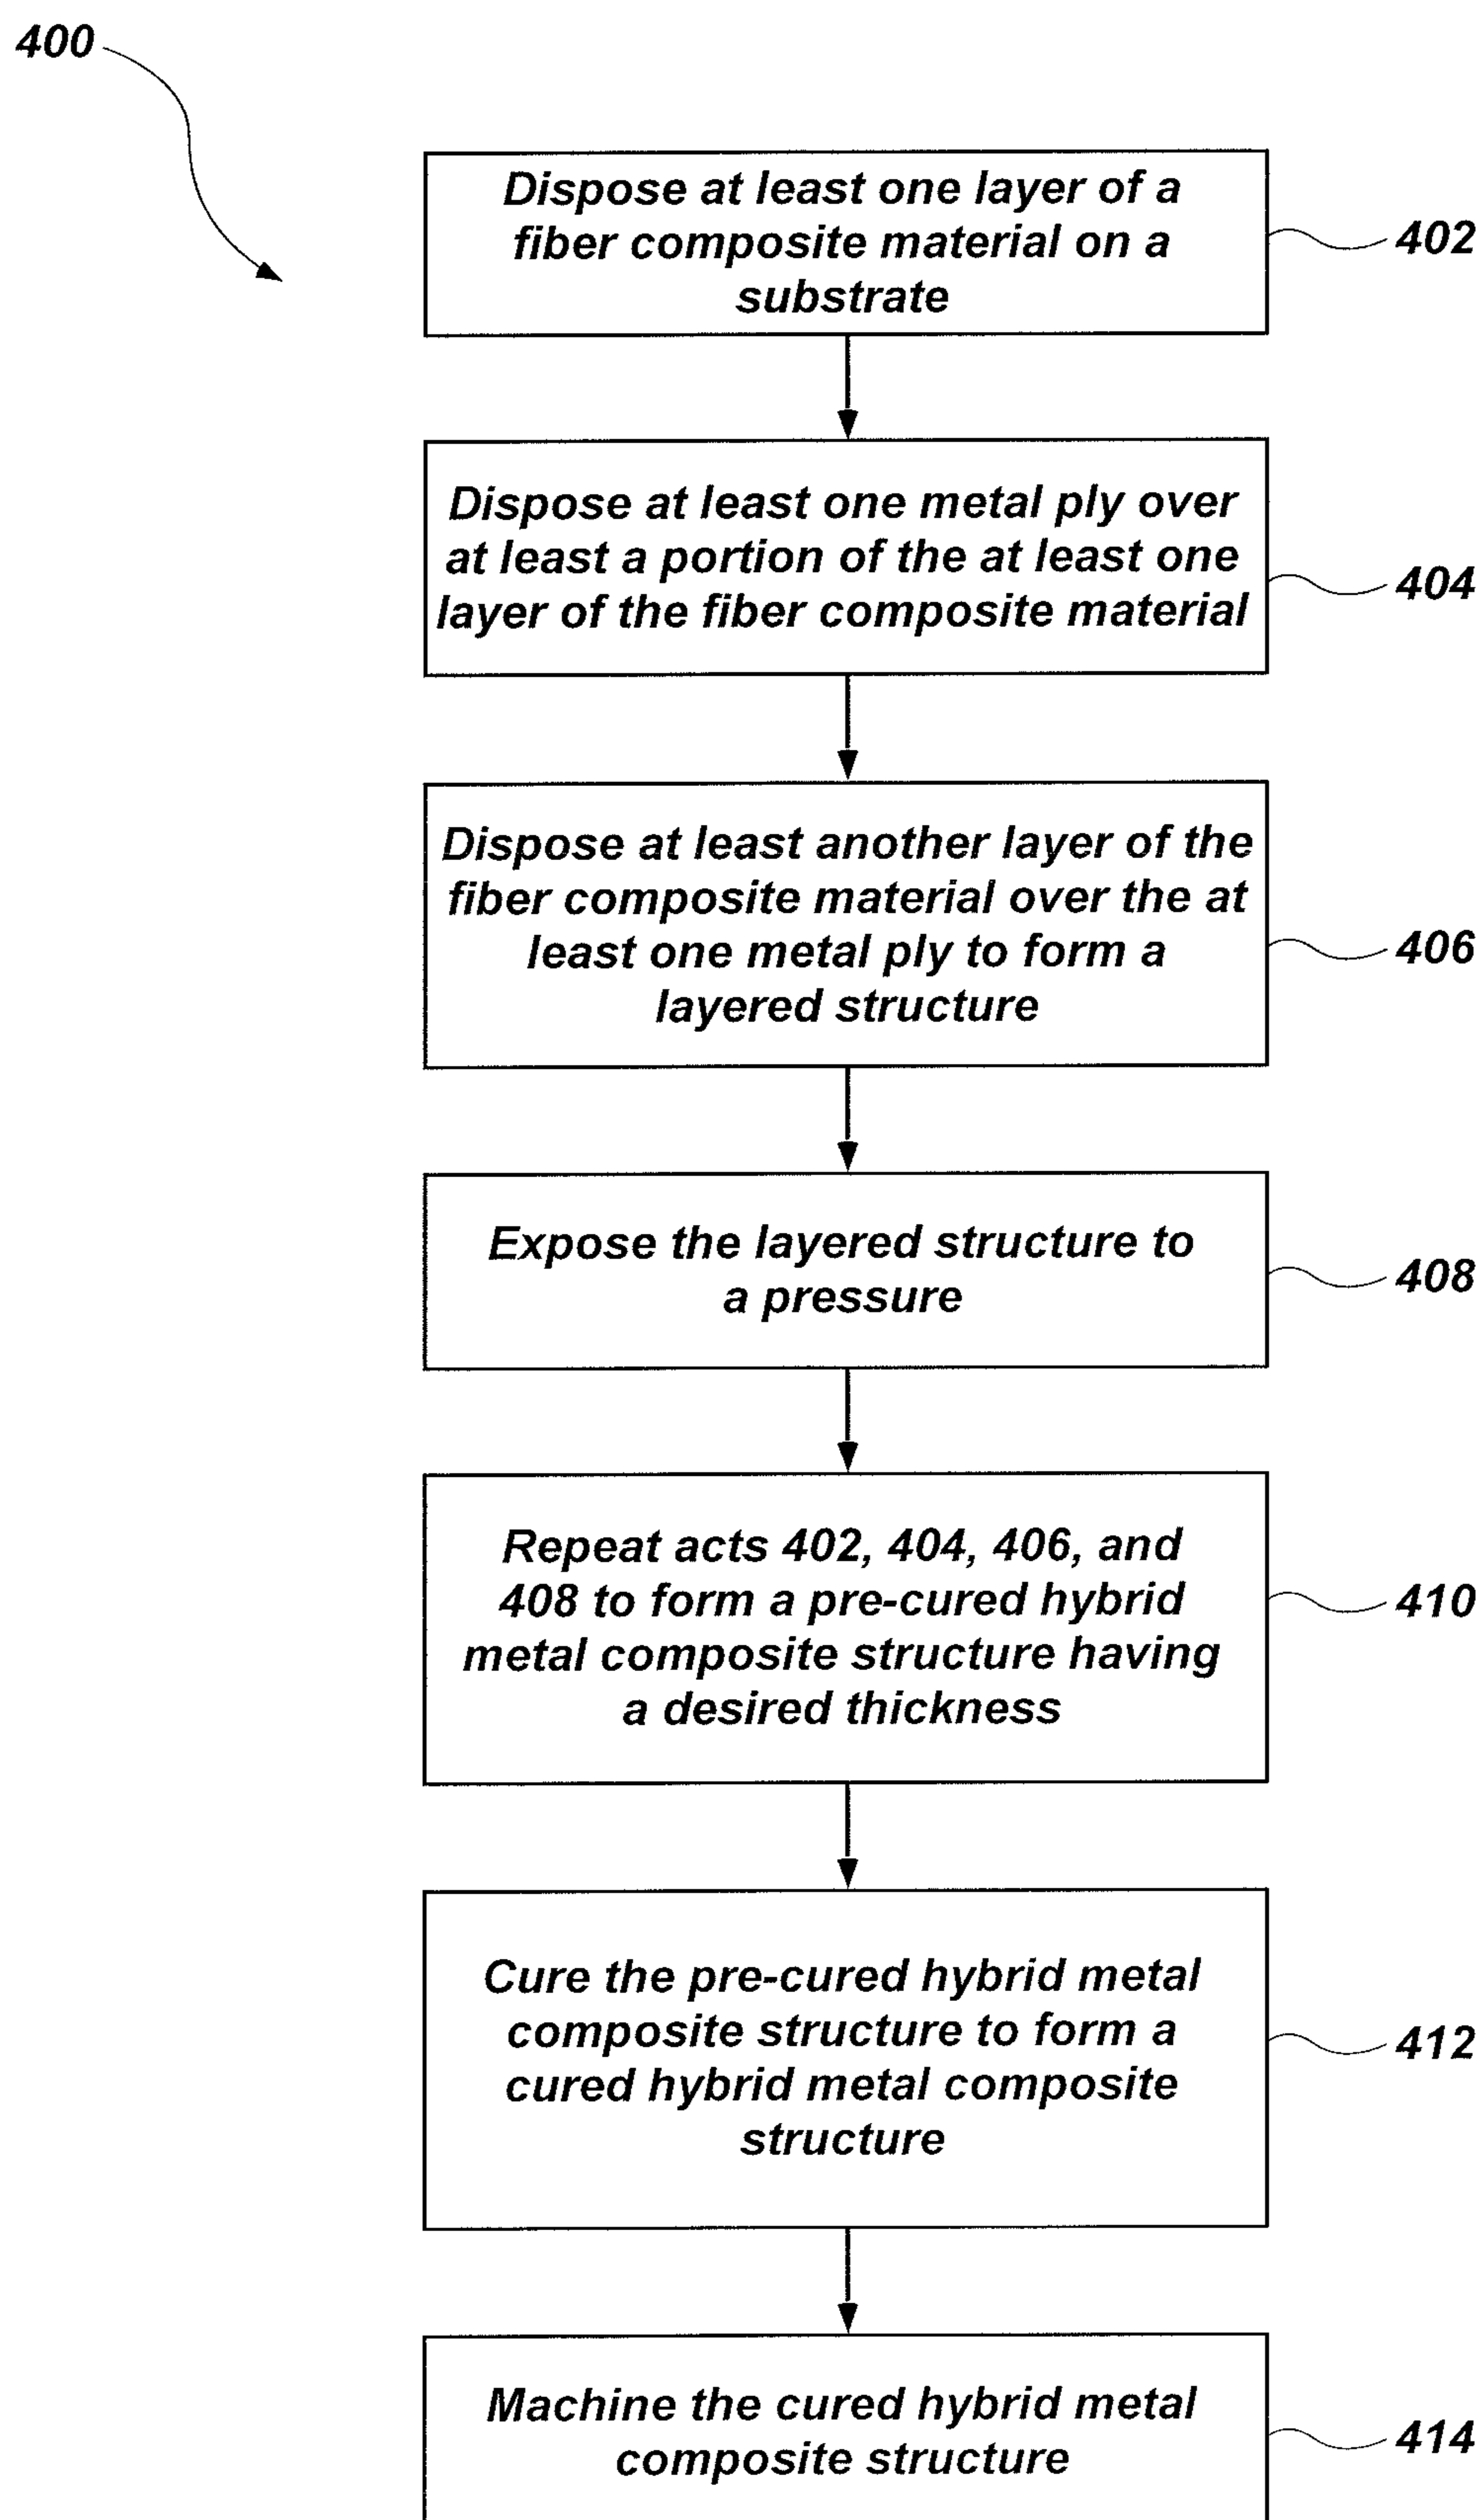 400
Dispose at least one layer of a
fiber composite material on a
substrate
402
Dispose at least one metal ply over
at least a portion of the at least one
layer of the fiber composite material
404
Dispose at least another layer of the
fiber composite material over the at
least one metal ply to form a
layered structure
406
Expose the layered structure to
a pressure
408
Repeat acts 402, 404, 406, and
408 to form a pre-cured hybrid
metal composite structure having
a desired thickness
410
Cure the pre-cured hybrid metal
composite structure to form a
cured hybrid metal composite
structure
412
Machine the cured hybrid metal
composite structure
414